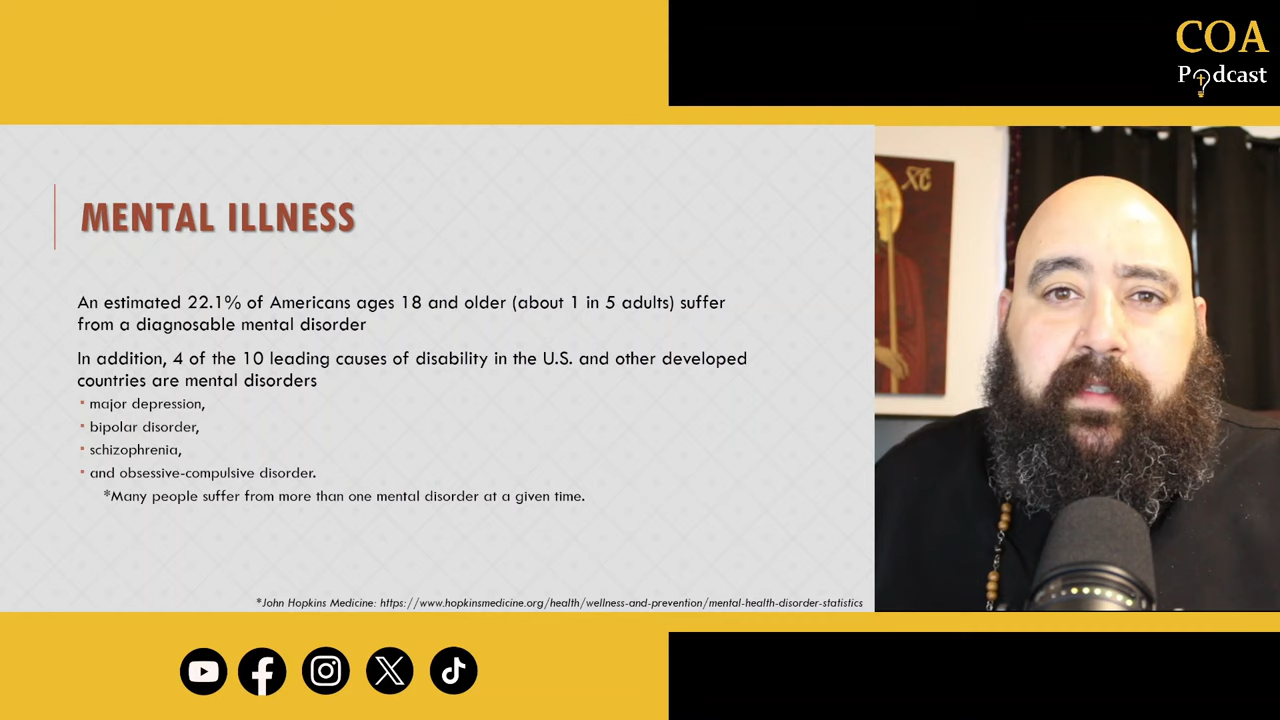 COA
Podcast
MENTAL ILLNESS
An estimated 22.1% of Americans ages 18 and older (about 1 in 5 adults) suffer
from a diagnosable mental disorder
In addition, 4 of the 10 leading causes of disability in the U.S. and other developed
countries are mental disorders
▪ major depression,
▪ bipolar disorder,
▪ schizophrenia,
▪ and obsessive-compulsive disorder.
*Many people suffer from more than one mental disorder at a given time.
*John Hopkins Medicine: https://www.hopkinsmedicine.org/health/wellness-and-prevention/mental-health-disorder-statistics